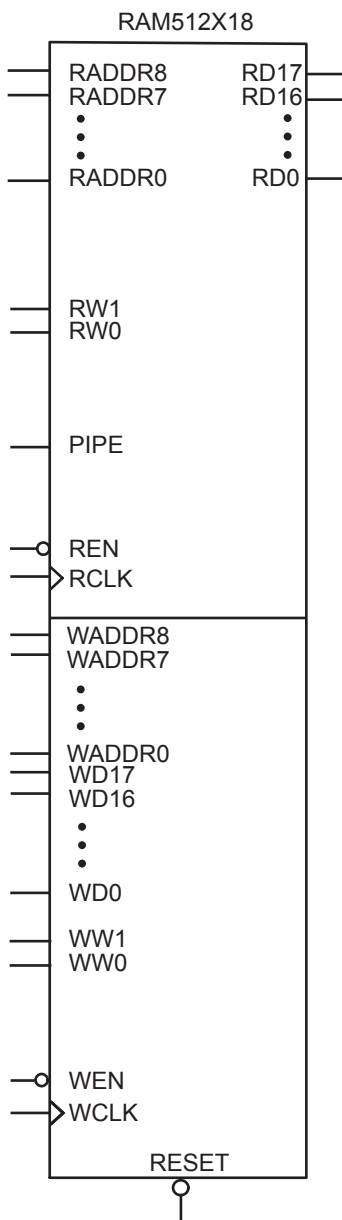 RAM512X18
RADDR8 RD17
RADDR7 RD16
RADDR0 RD0
RW1
RW0
PIPE
REN
RCLK
WADDR8
WADDR7
WADDR0
WD17
WD16
WD0
WW1
WW0
WEN
WCLK
RESET